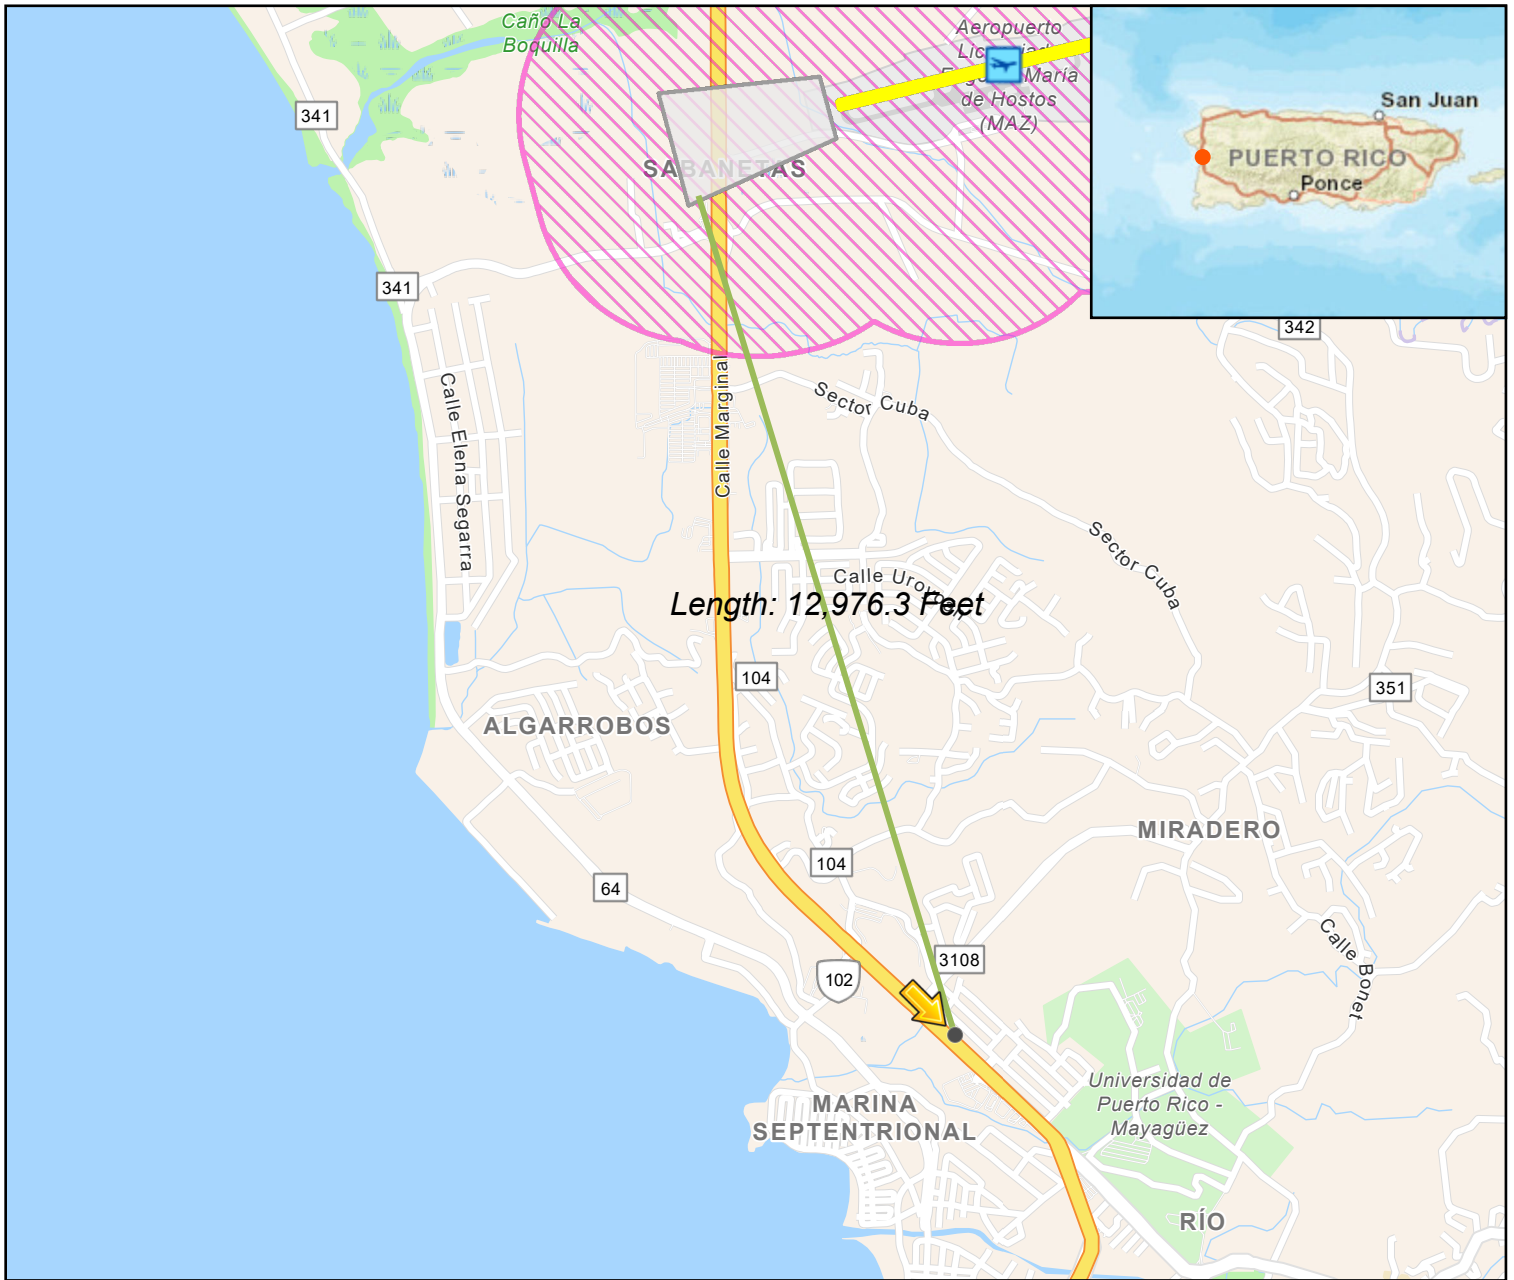 Caño La
Boquilla
Aeropuerto
María
de Hostos
(MAZ)
San Juan
PUERTO RICO
Ponce
341
SABANETAS
341
342
Calle Elena Segarra
Calle Marginal
Sector Cuba
Sector Cuba
Calle
Length: 12,976.3 Feet
104
351
ALGARROBOS
MIRADERO
104
64
3108
102
Calle Bonet
Universidad de
Puerto Rico -
Mayagüez
MARINA
SEPTENTRIONAL
RÍO